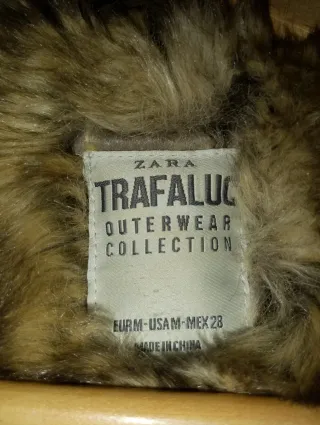 ZARA
TRAFALUC
OUTERWEAR
COLLECTION
EUR M - USA M - MEX 28
MADE IN CHINA